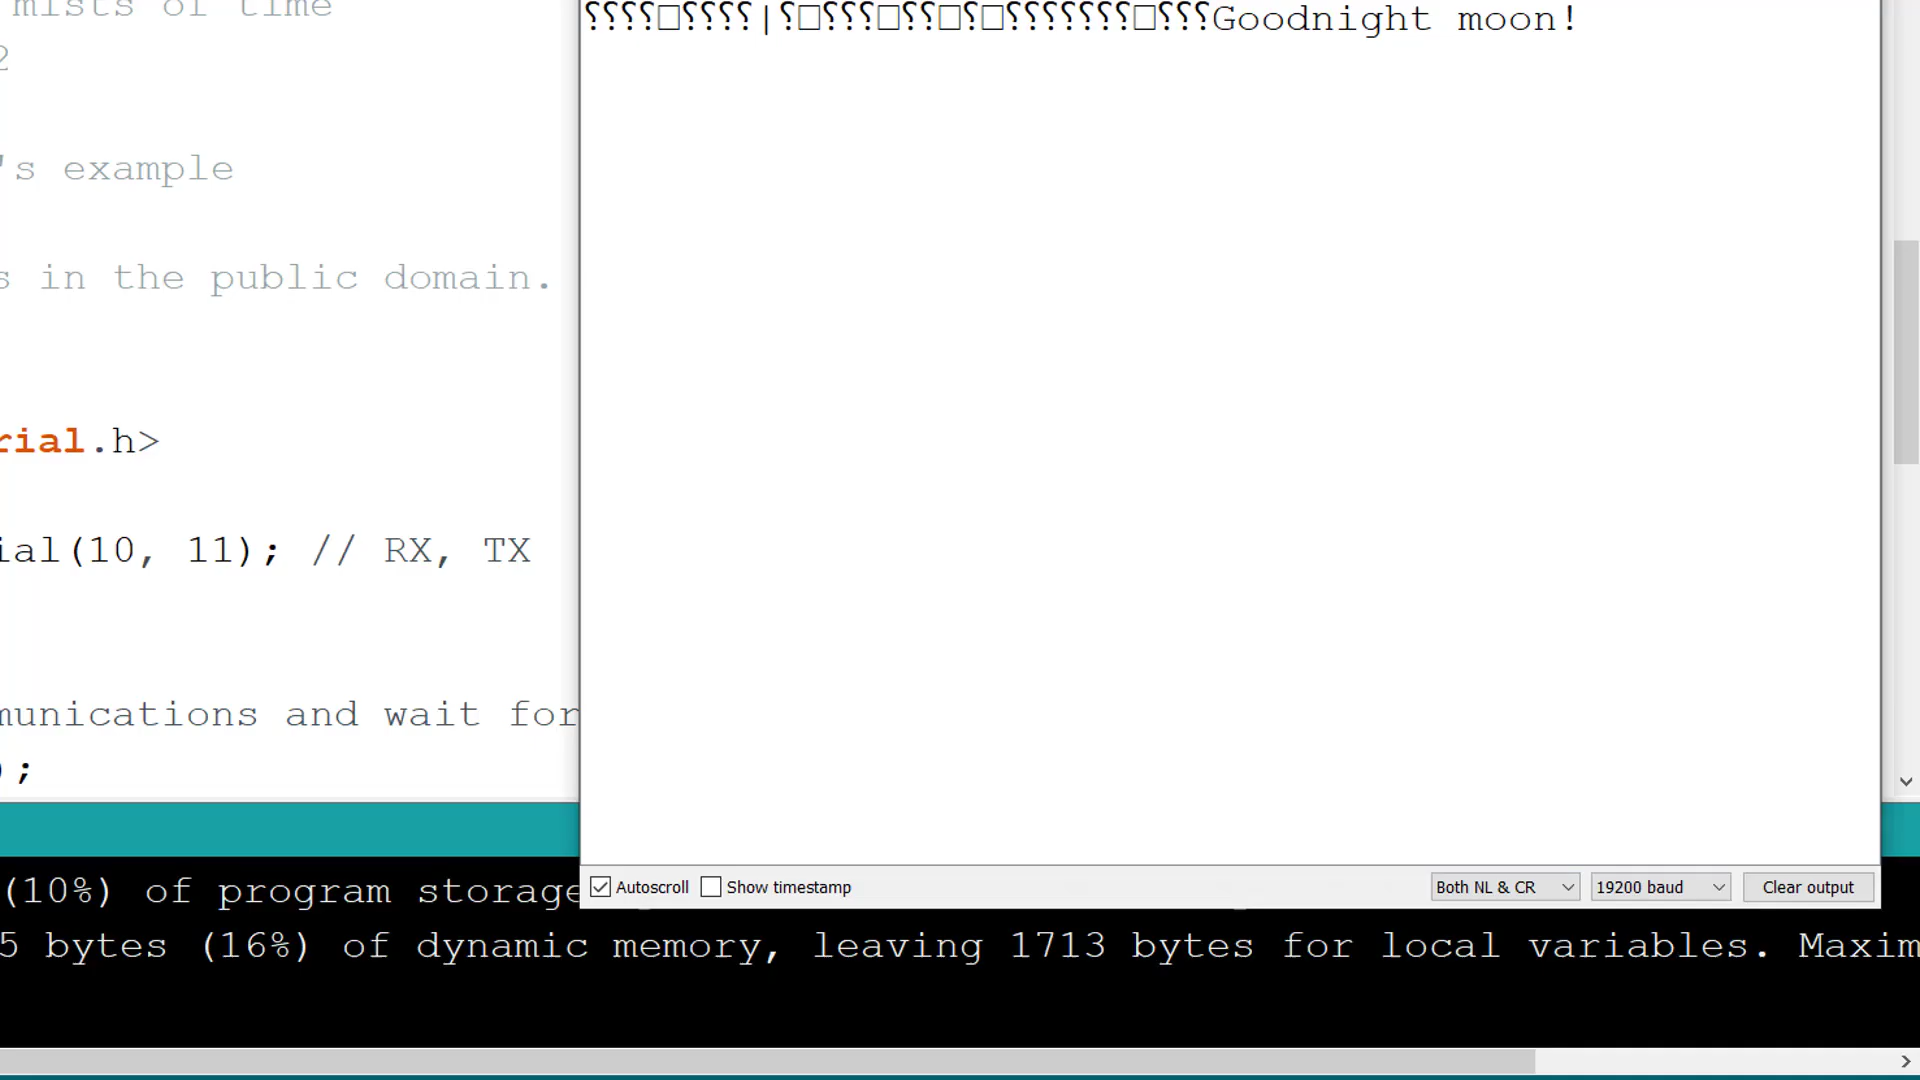 mists of time
⸮⸮⸮⸮□⸮⸮⸮⸮|⸮□⸮⸮⸮□⸮⸮□⸮□⸮⸮⸮⸮⸮⸮⸮□⸮⸮⸮Goodnight moon!
2
's example
s in the public domain.
rial.h>
ial(10, 11); // RX, TX
munications and wait for
);
Autoscroll Show timestamp Both NL & CR 19200 baud Clear output
(10%) of program storage
5 bytes (16%) of dynamic memory, leaving 1713 bytes for local variables. Maxim